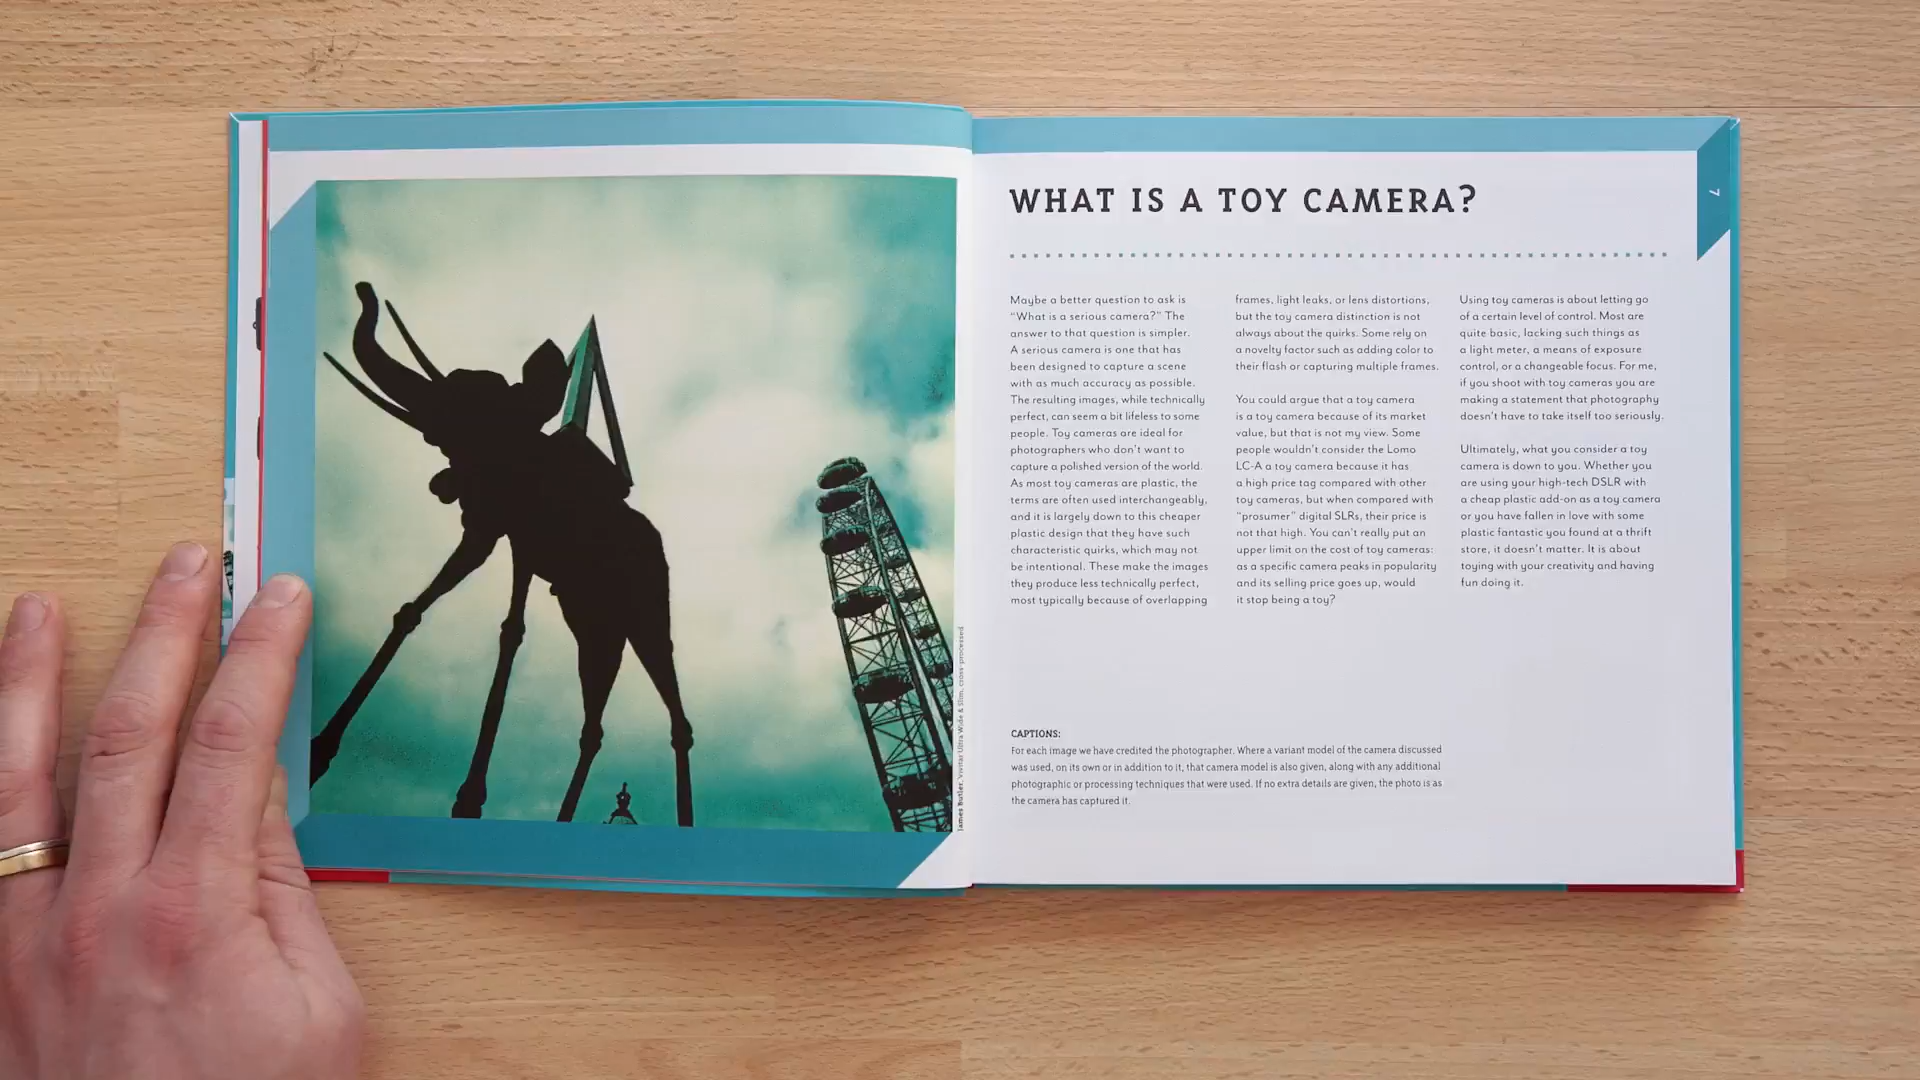 James Butler, Vivitar Ultra Wide & Slim, cross-processed.
WHAT IS A TOY CAMERA?
7
Maybe a better question to ask is
“What is a serious camera?” The
answer to that question is simpler.
A serious camera is one that has
been designed to capture a scene
with as much accuracy as possible.
The resulting images, while technically
perfect, can seem a bit lifeless to some
people. Toy cameras are ideal for
photographers who don’t want to
capture a polished version of the world.
As most toy cameras are plastic, the
terms are often used interchangeably,
and it is largely down to this cheaper
plastic design that they have such
characteristic quirks, which may not
be intentional. These make the images
they produce less technically perfect,
most typically because of overlapping
frames, light leaks, or lens distortions,
but the toy camera distinction is not
always about the quirks. Some rely on
a novelty factor such as adding color to
their flash or capturing multiple frames.
You could argue that a toy camera
is a toy camera because of its market
value, but that is not my view. Some
people wouldn’t consider the Lomo
LC-A a toy camera because it has
a high price tag compared with other
toy cameras, but when compared with
“prosumer” digital SLRs, their price is
not that high. You can’t really put an
upper limit on the cost of toy cameras:
as a specific camera peaks in popularity
and its selling price goes up, would
it stop being a toy?
Using toy cameras is about letting go
of a certain level of control. Most are
quite basic, lacking such things as
a light meter, a means of exposure
control, or a changeable focus. For me,
if you shoot with toy cameras you are
making a statement that photography
doesn’t have to take itself too seriously.
Ultimately, what you consider a toy
camera is down to you. Whether you
are using your high-tech DSLR with
a cheap plastic add-on as a toy camera
or you have fallen in love with some
plastic fantastic you found at a thrift
store, it doesn’t matter. It is about
toying with your creativity and having
fun doing it.
CAPTIONS:
For each image we have credited the photographer. Where a variant model of the camera discussed
was used, on its own or in addition to it, that camera model is also given, along with any additional
photographic or processing techniques that were used. If no extra details are given, the photo is as
the camera has captured it.